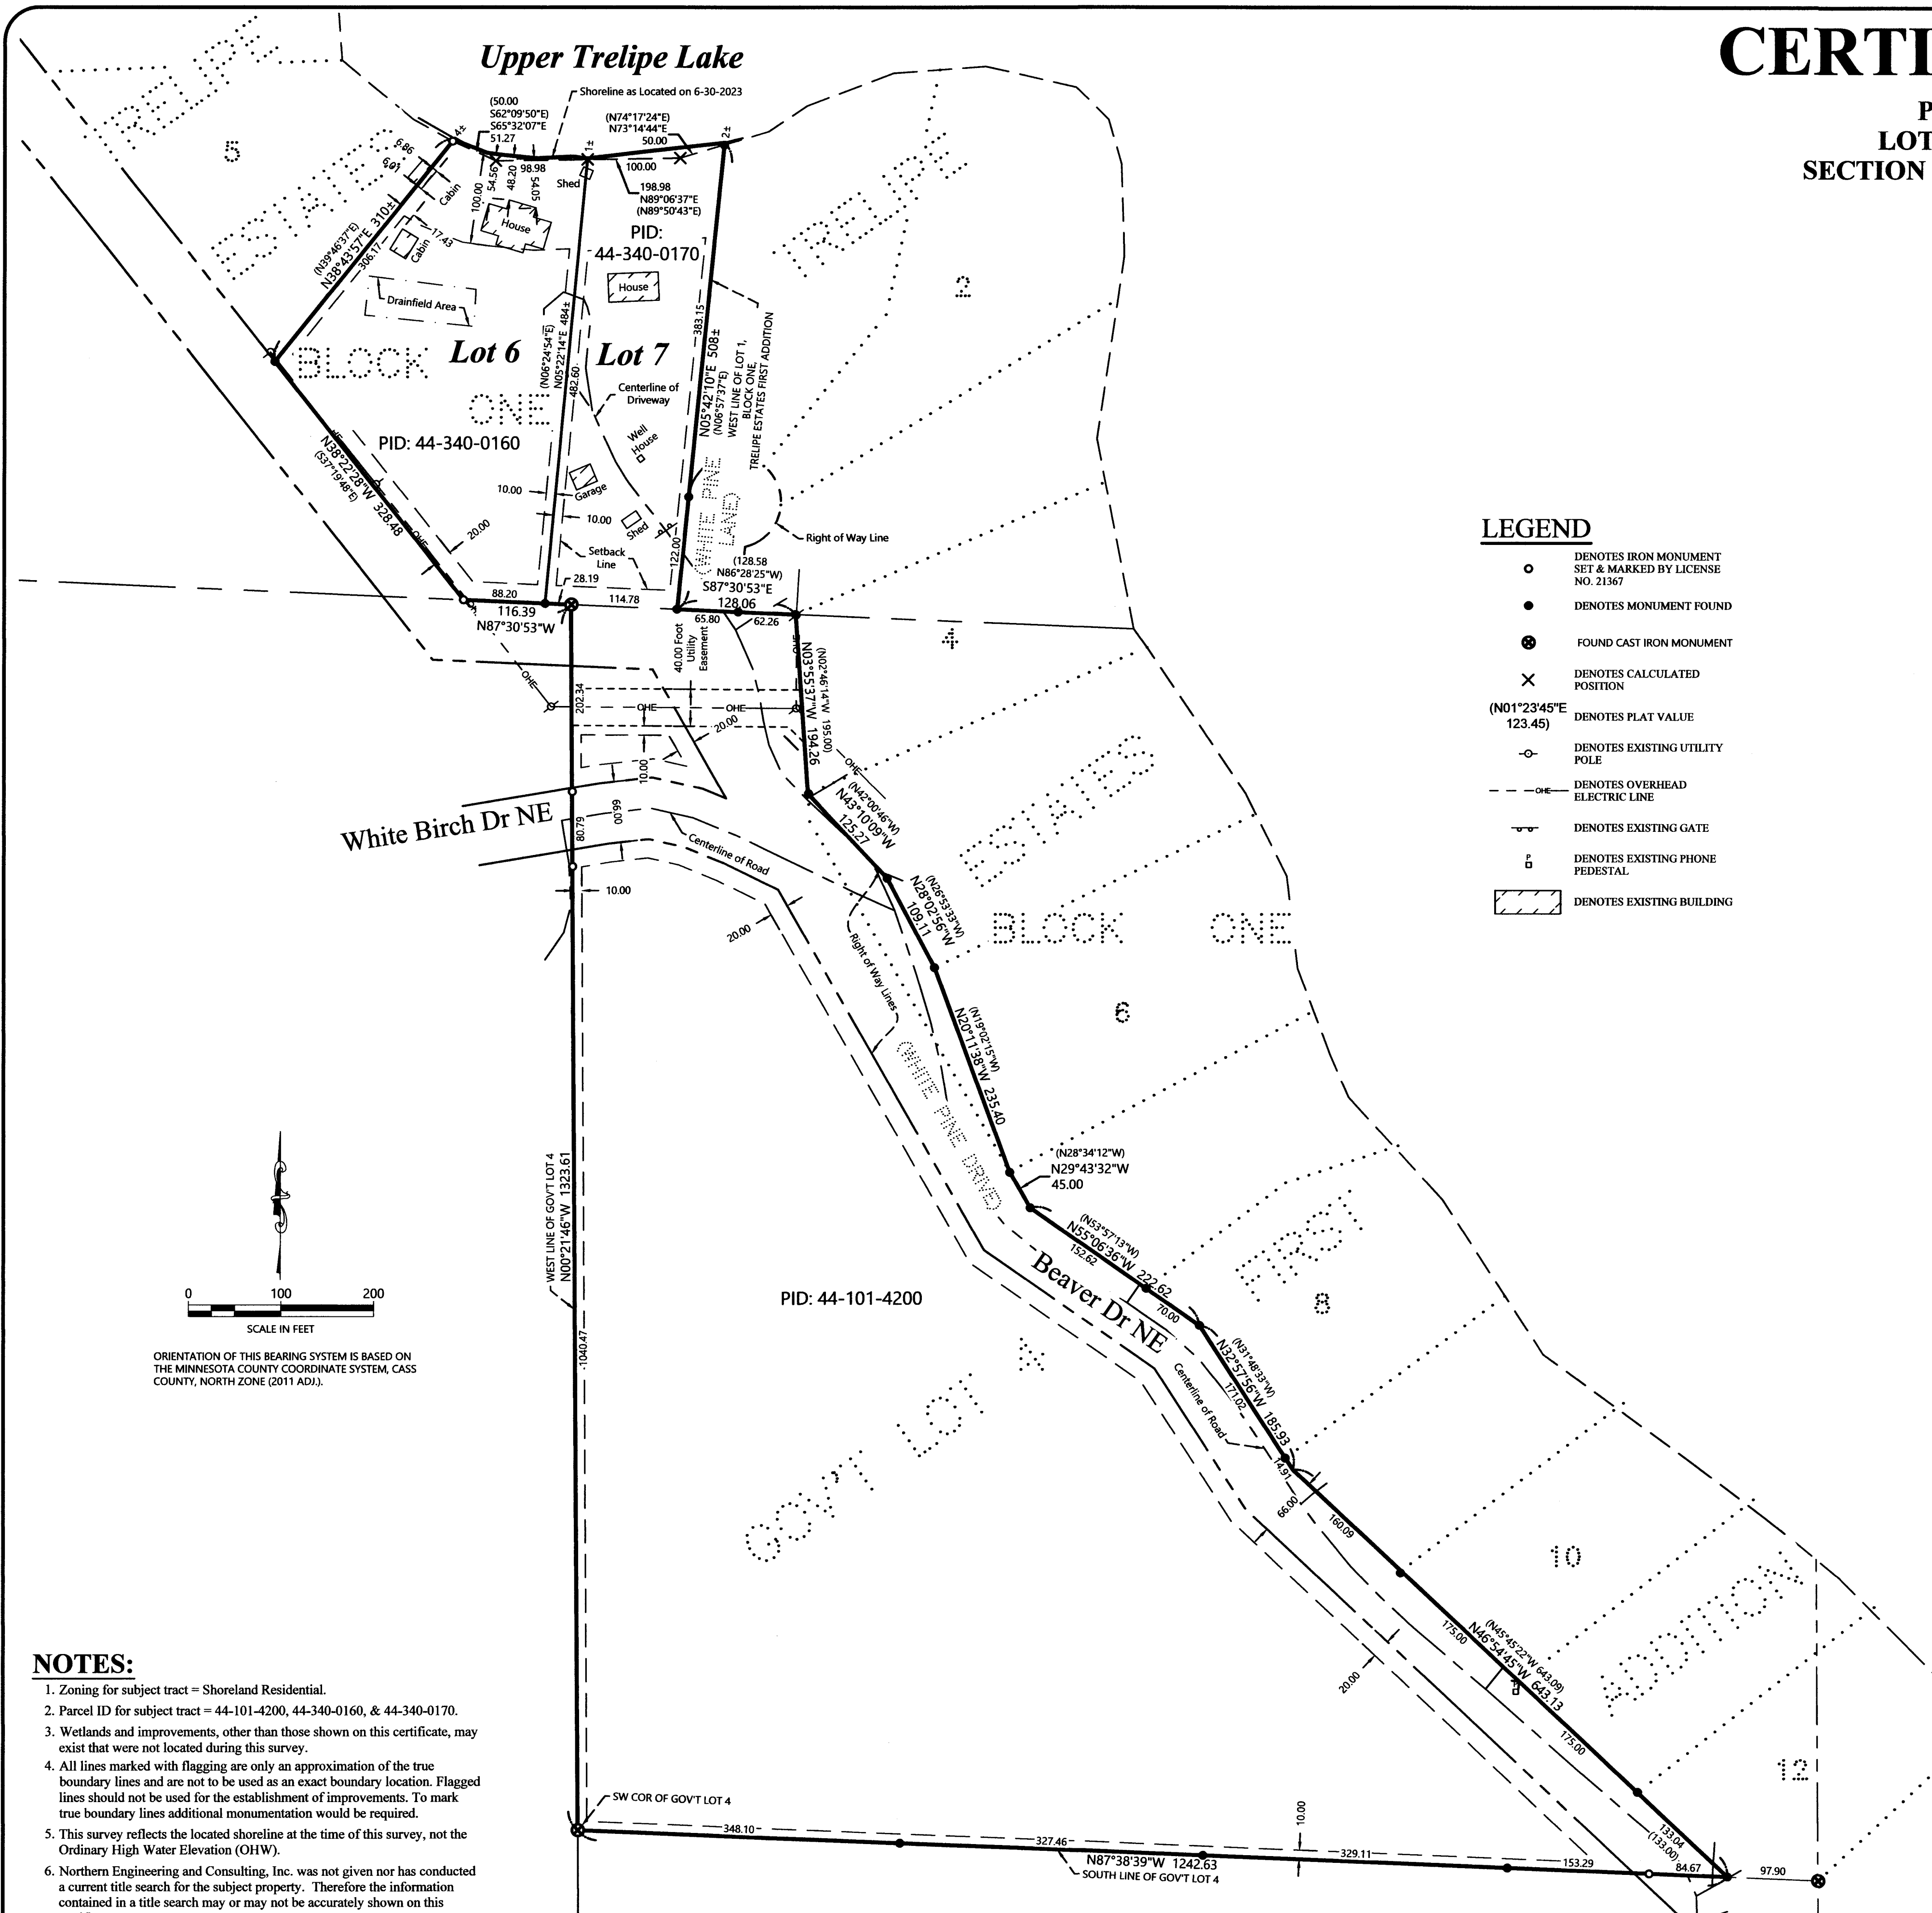 CERTI
P
LOT
SECTION
Upper Trelipe Lake
Shoreline as Located on 6-30-2023
(50.00
S62°09'50"E)
S65°32'07"E
51.27
(N74°17'24"E)
N73°14'44"E
50.00
4±
1±
2±
6.86
6.01
Cabin
100.00
54.56
48.20
98.98
54.05
Shed
100.00
198.98
N89°06'37"E
(N89°50'43"E)
House
17.43
Cabin
PID:
44-340-0170
House
(N39°46'37"E)
N38°43'57"E 310±
306.17
Drainfield Area
TRELIPE
ESTATES
5
BLOCK
ONE
Lot 6
Lot 7
PID: 44-340-0160
(N06°24'54"E)
N05°22'14"E 484±
482.60
383.15
N05°42'10"E 508±
(N06°57'37"E)
WEST LINE OF LOT 1,
BLOCK ONE,
TRELIPE ESTATES FIRST ADDITION
Centerline of
Driveway
Well
House
Garage
Shed
10.00
10.00
Setback
Line
122.00
(WHITE PINE
LANE)
Right of Way Line
TRELIPE
2
N38°22'28"W 328.48
(S37°19'48"E)
OHE
OHE
20.00
88.20
116.39
N87°30'53"W
28.19
114.78
(128.58
N86°28'25"W)
S87°30'53"E
128.06
65.80
62.26
40.00 Foot
Utility
Easement
4
OHE
OHE
OHE
OHE
OHE
202.34
20.00
10.00
N03°55'37"W 194.26
(N02°46'14"W 195.00)
White Birch Dr NE
66.00
80.79
Centerline of Road
10.00
20.00
(N42°00'46"W)
N43°10'09"W
125.27
(N26°53'33"W)
N28°02'56"W
109.11
Right of Way Lines
ESTATES
BLOCK ONE
6
(N19°02'15"W)
N20°11'38"W 235.40
(WHITE PINE DRIVE)
(N28°34'12"W)
N29°43'32"W
45.00
WEST LINE OF GOV'T LOT 4
N00°21'46"W 1323.61
1040.47
(N53°57'13"W)
N55°06'36"W 222.62
152.62
70.00
FIRST
8
Beaver Dr NE
PID: 44-101-4200
Centerline of Road
(N31°48'33"W)
N32°57'56"W 185.93
171.02
14.91
66.00
GOV'T LOT 4
160.09
10
175.00
(N45°45'22"W 643.09)
N46°54'45"W 643.13
P
175.00
20.00
ADDITION
12
133.04
(133.00)
SW COR OF GOV'T LOT 4
348.10
327.46
10.00
329.11
153.29
84.67
97.90
N87°38'39"W 1242.63
SOUTH LINE OF GOV'T LOT 4
LEGEND
DENOTES IRON MONUMENT
SET & MARKED BY LICENSE
NO. 21367
DENOTES MONUMENT FOUND
FOUND CAST IRON MONUMENT
DENOTES CALCULATED
POSITION
(N01°23'45"E
123.45)
DENOTES PLAT VALUE
DENOTES EXISTING UTILITY
POLE
OHE
DENOTES OVERHEAD
ELECTRIC LINE
DENOTES EXISTING GATE
P
DENOTES EXISTING PHONE
PEDESTAL
DENOTES EXISTING BUILDING
0 100 200
SCALE IN FEET
ORIENTATION OF THIS BEARING SYSTEM IS BASED ON
THE MINNESOTA COUNTY COORDINATE SYSTEM, CASS
COUNTY, NORTH ZONE (2011 ADJ.).
NOTES:
1. Zoning for subject tract = Shoreland Residential.
2. Parcel ID for subject tract = 44-101-4200, 44-340-0160, & 44-340-0170.
3. Wetlands and improvements, other than those shown on this certificate, may
exist that were not located during this survey.
4. All lines marked with flagging are only an approximation of the true
boundary lines and are not to be used as an exact boundary location. Flagged
lines should not be used for the establishment of improvements. To mark
true boundary lines additional monumentation would be required.
5. This survey reflects the located shoreline at the time of this survey, not the
Ordinary High Water Elevation (OHW).
6. Northern Engineering and Consulting, Inc. was not given nor has conducted
a current title search for the subject property. Therefore the information
contained in a title search may or may not be accurately shown on this